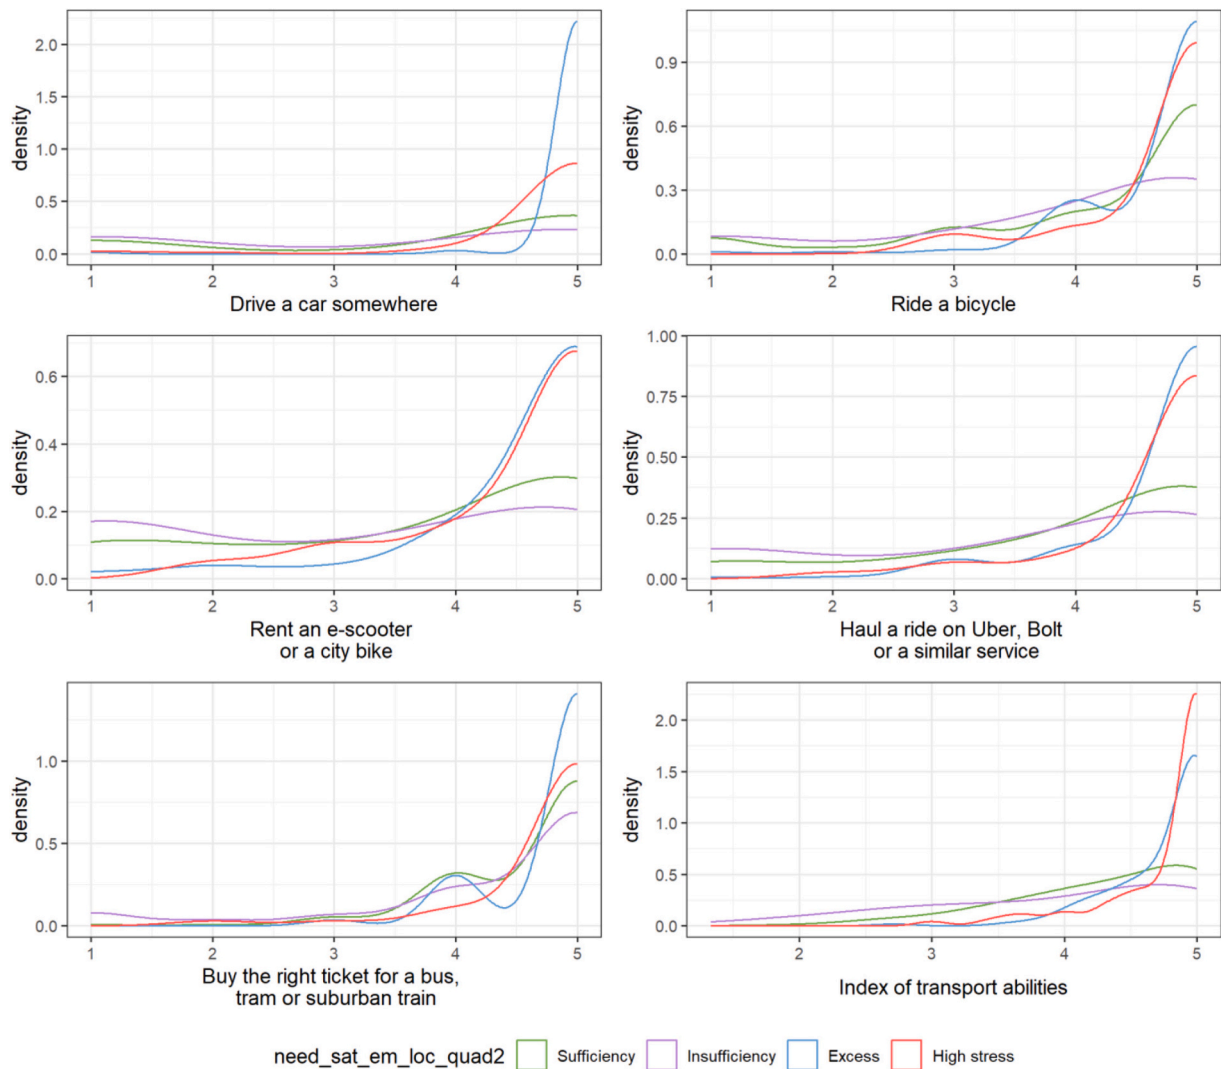 density
2.0
1.5
1.0
0.5
0.0
1 2 3 4 5
Drive a car somewhere
density
0.9
0.6
0.3
0.0
1 2 3 4 5
Ride a bicycle
density
0.6
0.4
0.2
0.0
1 2 3 4 5
Rent an e-scooter
or a city bike
density
1.00
0.75
0.50
0.25
0.00
1 2 3 4 5
Haul a ride on Uber, Bolt
or a similar service
density
1.0
0.5
0.0
1 2 3 4 5
Buy the right ticket for a bus,
tram or suburban train
density
2.0
1.5
1.0
0.5
0.0
2 3 4 5
Index of transport abilities
need_sat_em_loc_quad2 Sufficiency Insufficiency Excess High stress